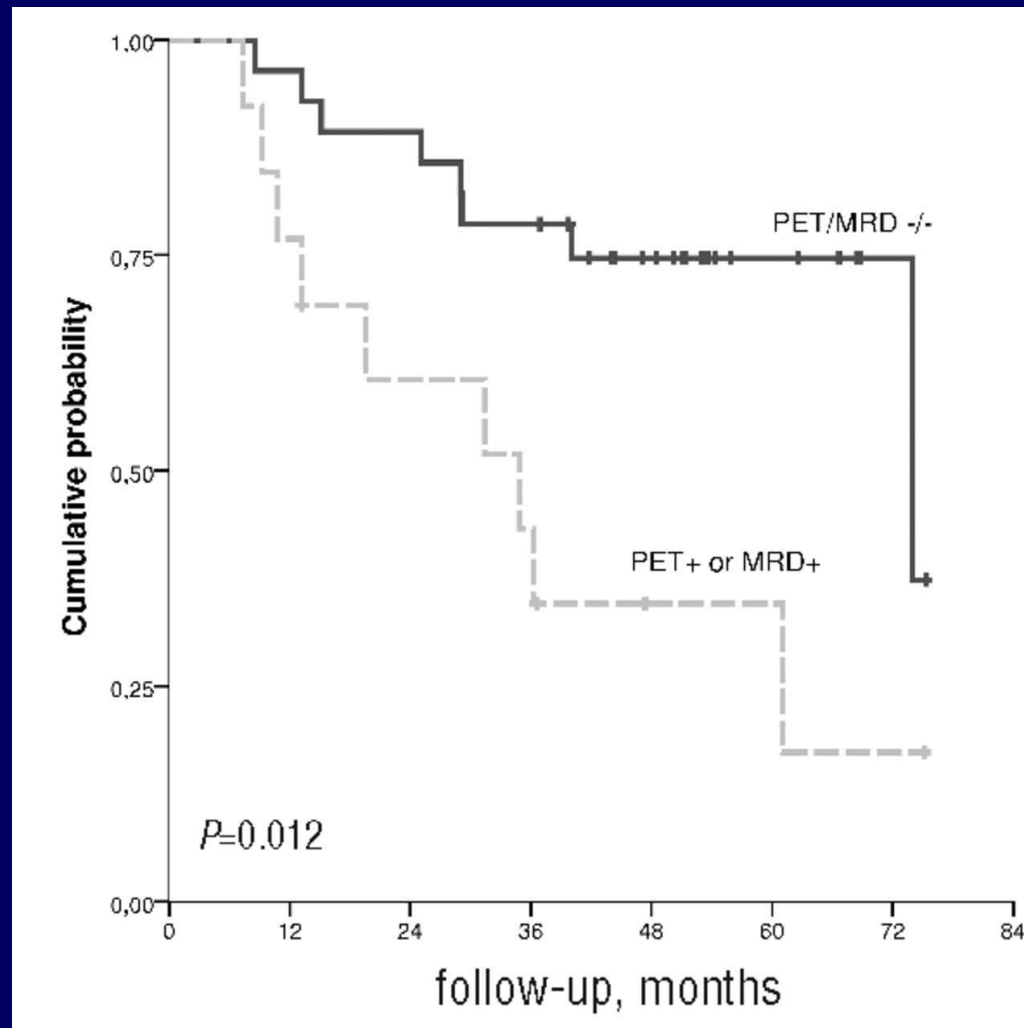 1,00
PET/MRD -/-
0,75
Cumulative probability
0,50
PET+ or MRD+
0,25
P=0.012
0,00
0 12 24 36 48 60 72 84
follow-up, months